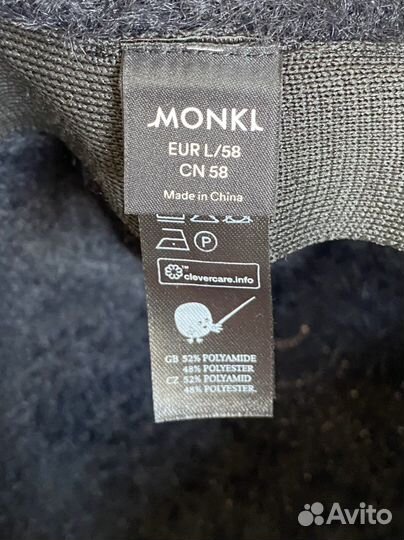 MONKI
EUR L/58
CN 58
Made in China
P
TM
clevercare.info
GB 52% POLYAMIDE
48% POLYESTER
CZ 52% POLYAMID
48% POLYESTER.
Avito